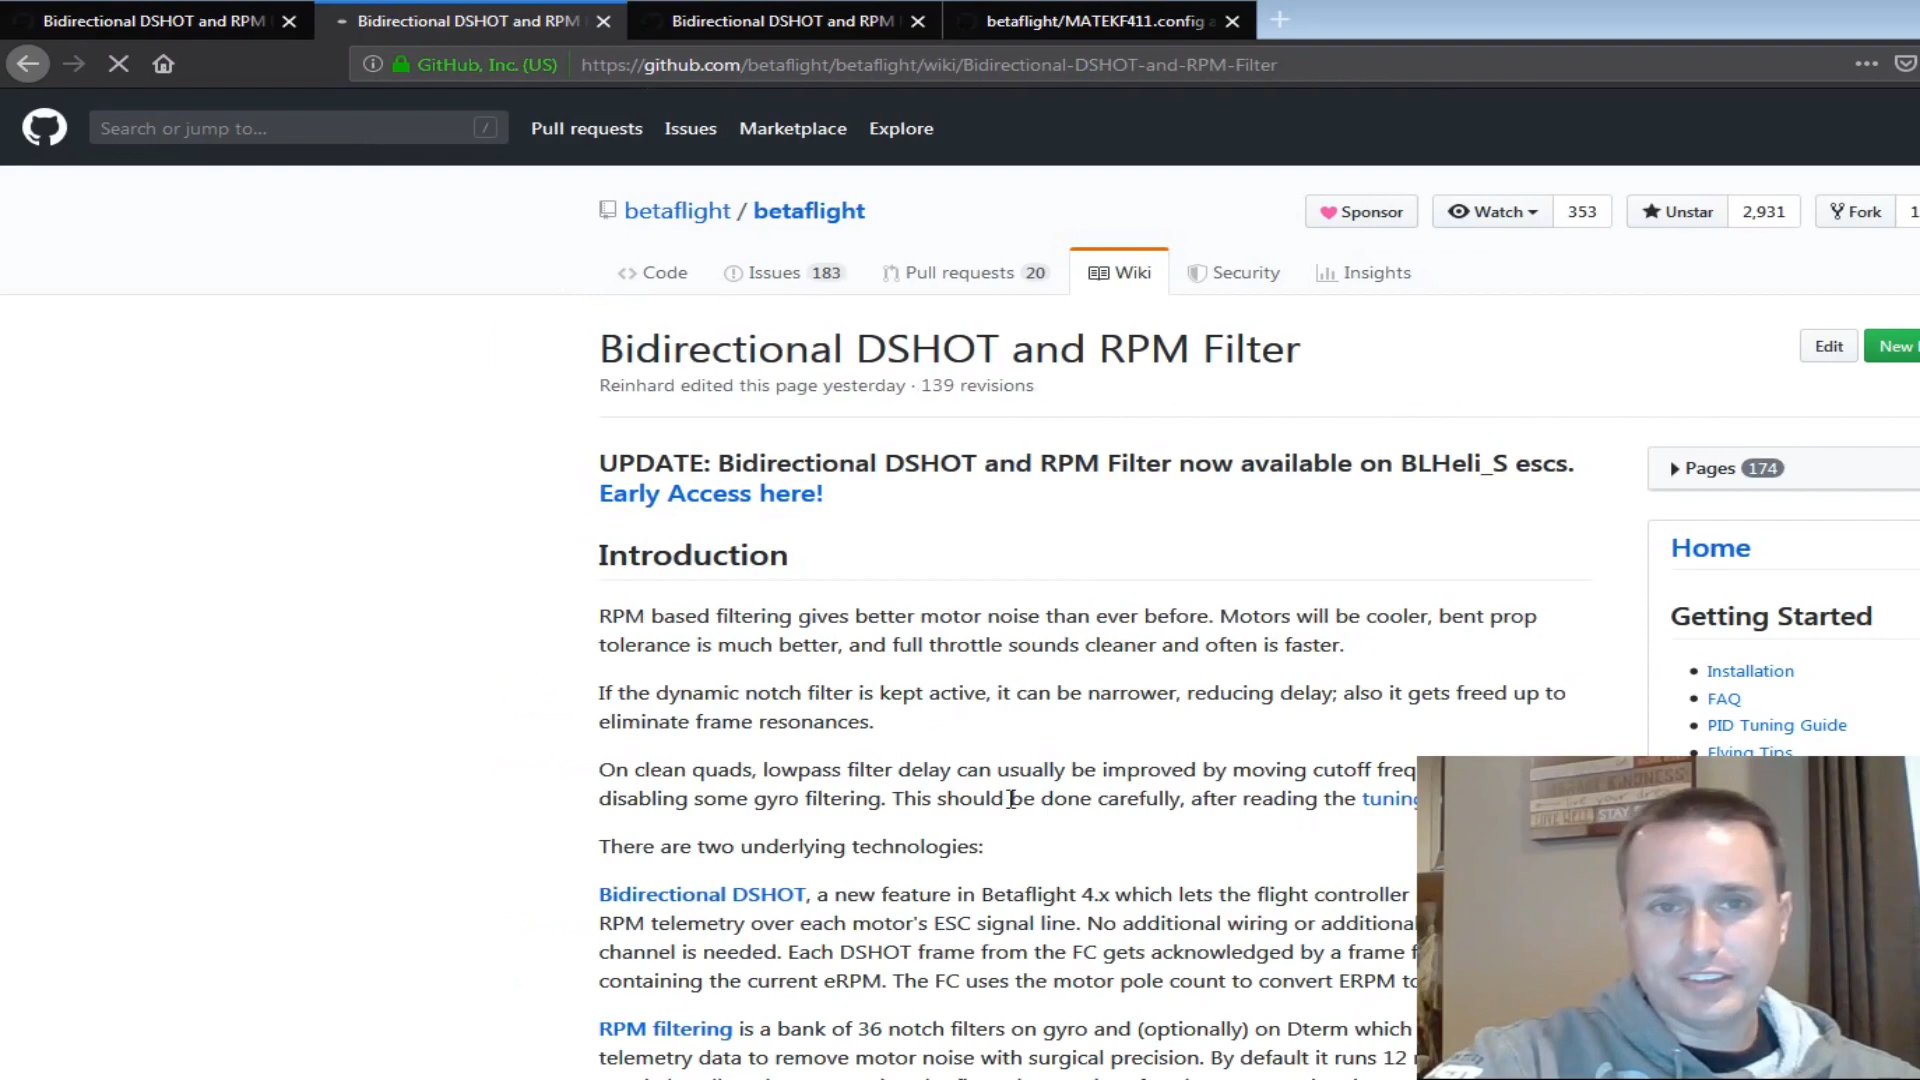 Bidirectional DSHOT and RPM
Bidirectional DSHOT and RPM
Bidirectional DSHOT and RPM
betaflight/MATEKF411.config
GitHub, Inc. (US)
https://github.com/betaflight/betaflight/wiki/Bidirectional-DSHOT-and-RPM-Filter
Search or jump to... /
Pull requests Issues Marketplace Explore
betaflight / betaflight
Sponsor Watch 353 Unstar 2,931 Fork 1
Code Issues 183 Pull requests 20 Wiki Security Insights
Bidirectional DSHOT and RPM Filter
Edit New
Reinhard edited this page yesterday · 139 revisions
UPDATE: Bidirectional DSHOT and RPM Filter now available on BLHeli_S escs.
Early Access here!
Introduction
RPM based filtering gives better motor noise than ever before. Motors will be cooler, bent prop
tolerance is much better, and full throttle sounds cleaner and often is faster.
If the dynamic notch filter is kept active, it can be narrower, reducing delay; also it gets freed up to
eliminate frame resonances.
On clean quads, lowpass filter delay can usually be improved by moving cutoff freq
disabling some gyro filtering. This should be done carefully, after reading the tuning
There are two underlying technologies:
Bidirectional DSHOT, a new feature in Betaflight 4.x which lets the flight controller
RPM telemetry over each motor's ESC signal line. No additional wiring or additional
channel is needed. Each DSHOT frame from the FC gets acknowledged by a frame f
containing the current eRPM. The FC uses the motor pole count to convert ERPM to
RPM filtering is a bank of 36 notch filters on gyro and (optionally) on Dterm which
telemetry data to remove motor noise with surgical precision. By default it runs 12
Pages 174
Home
Getting Started
Installation
FAQ
PID Tuning Guide
Flying Tips
KINDNESS
LIVE WELL
STAY